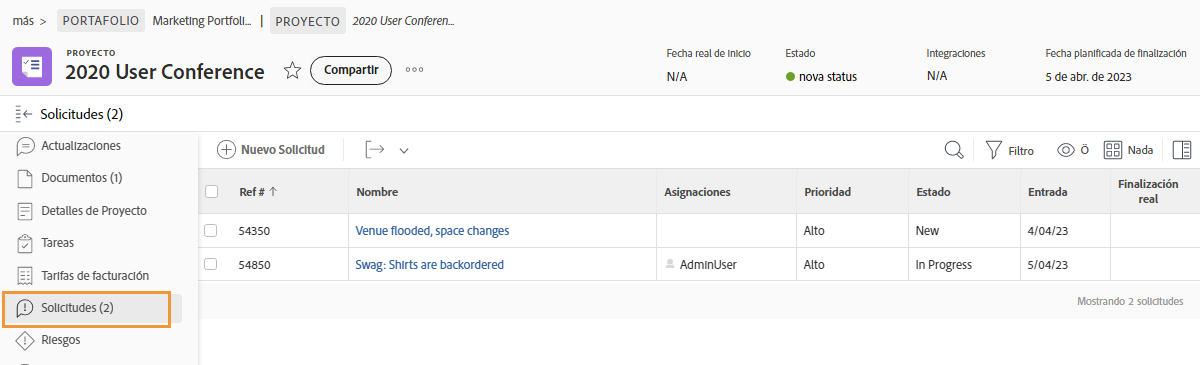 más > PORTAFOLIO Marketing Portfoli... | PROYECTO 2020 User Conferen...
PROYECTO
2020 User Conference
Compartir
Fecha real de inicio
N/A
Estado
nova status
Integraciones
N/A
Fecha planificada de finalización
5 de abr. de 2023
Solicitudes (2)
Actualizaciones
Documentos (1)
Detalles de Proyecto
Tareas
Tarifas de facturación
Solicitudes (2)
Riesgos
Nuevo Solicitud
Filtro
Ö
Nada
Ref # Nombre Asignaciones Prioridad Estado Entrada Finalización
real
54350 Venue flooded, space changes Alto New 4/04/23
54850 Swag: Shirts are backordered AdminUser Alto In Progress 5/04/23
Mostrando 2 solicitudes